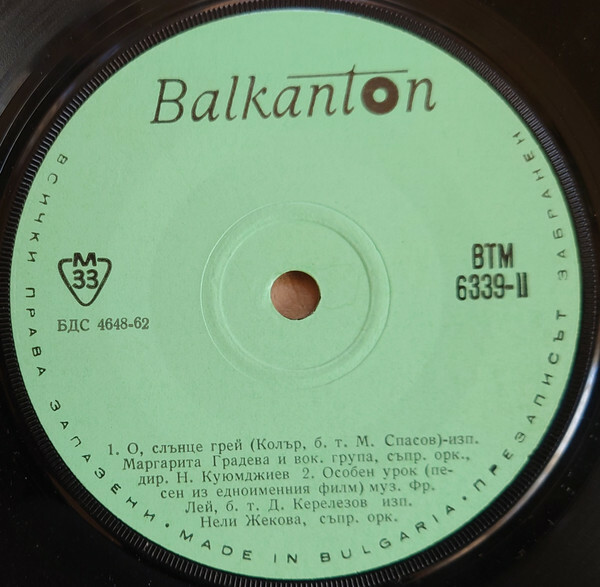 Balkanton
ВСИЧКИ ПРАВА ЗАПАЗЕНИ • MADE IN BULGARIA • ПРЕЗАПИСЪТ ЗАБРАНЕН
М
33
БДС 4648-62
ВТМ
6339-II
1. О, слънце грей (Колър, б. т. М. Спасов)-изп.
Маргарита Градева и вок. група, съпр. орк.,
дир. Н. Куюмджиев 2. Особен урок (пе-
сен из едноименния филм) муз. Фр.
Лей, б. т. Д. Керелезов изп.
Нели Жекова, съпр. орк.